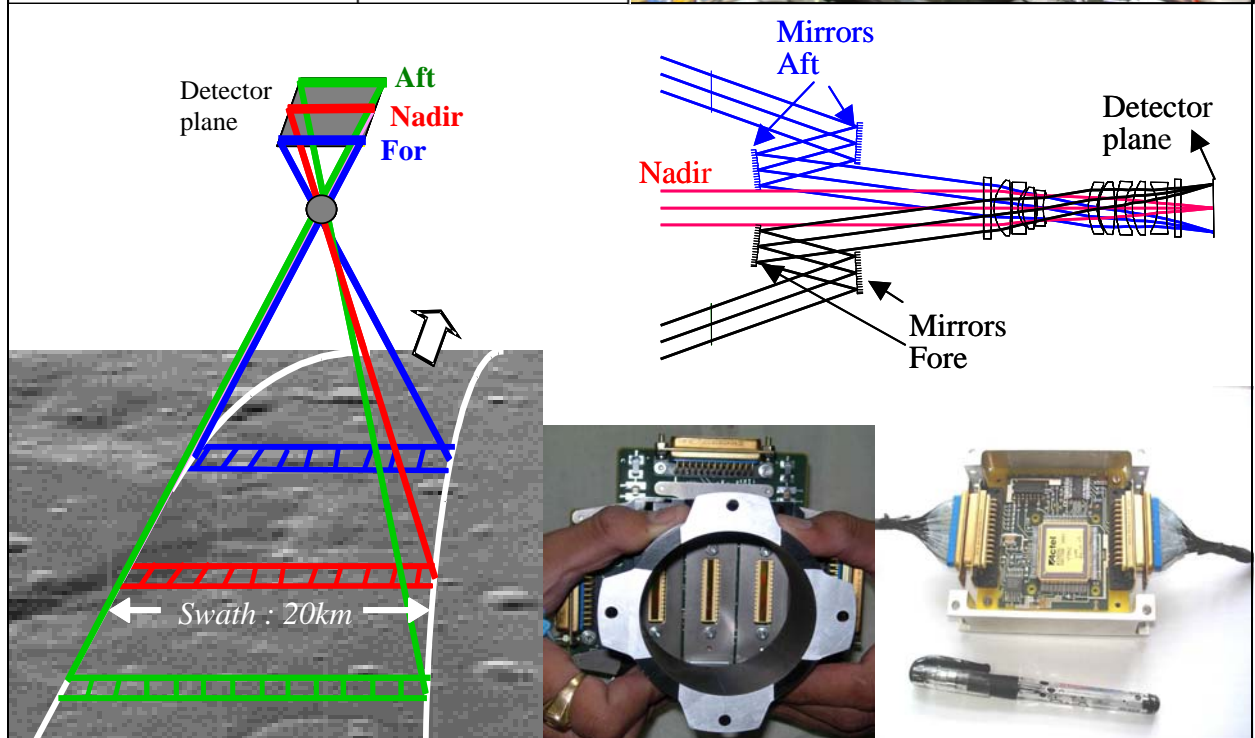 Detector
plane
Aft
Nadir
For
Swath : 20km
Mirrors
Aft
Nadir
Detector
plane
Mirrors
Fore
Actel